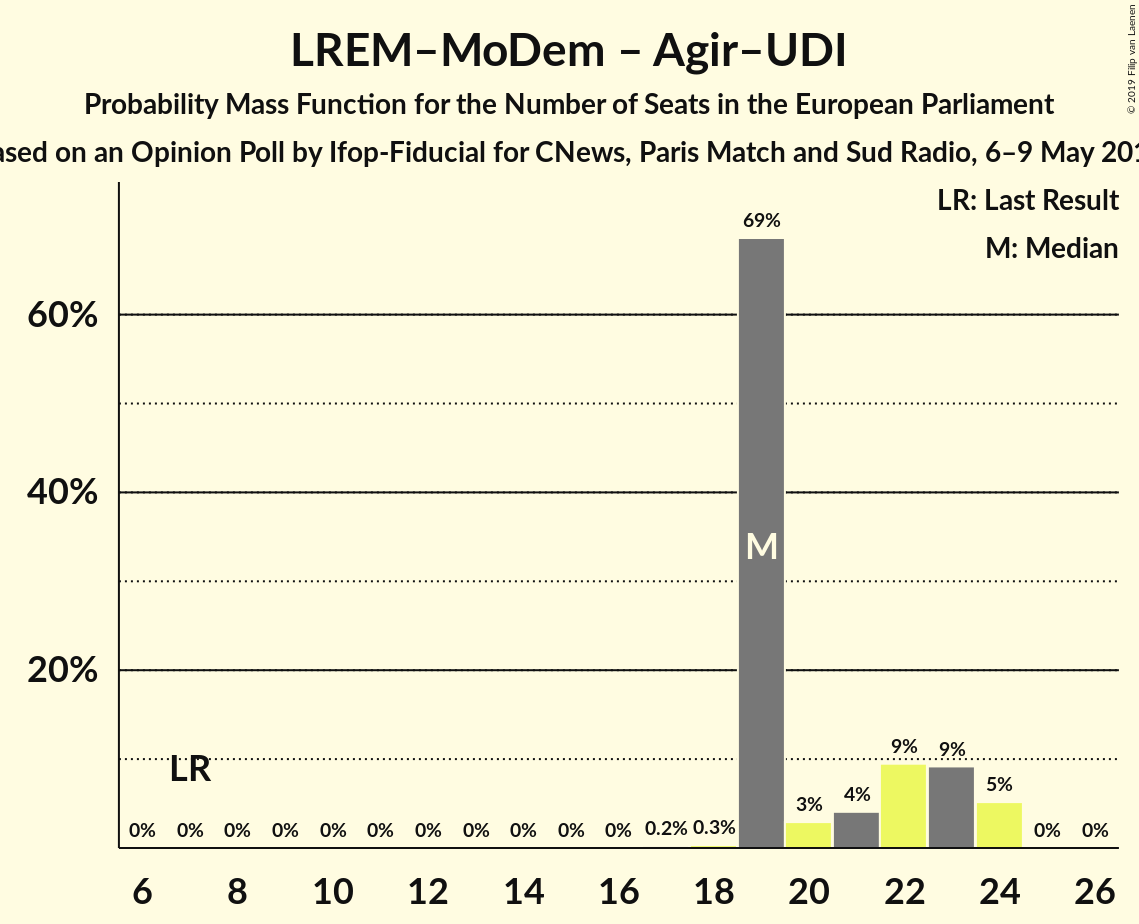 LREM–MoDem – Agir–UDI
Probability Mass Function for the Number of Seats in the European Parliament
ased on an Opinion Poll by Ifop-Fiducial for CNews, Paris Match and Sud Radio, 6–9 May 201
© 2019 Filip van Laenen
LR: Last Result
M: Median
69%
60%
40%
M
20%
LR
0% 0% 0% 0% 0% 0% 0% 0% 0% 0% 0% 0.2% 0.3% 3% 4% 9% 9% 5% 0% 0%
6 8 10 12 14 16 18 20 22 24 26